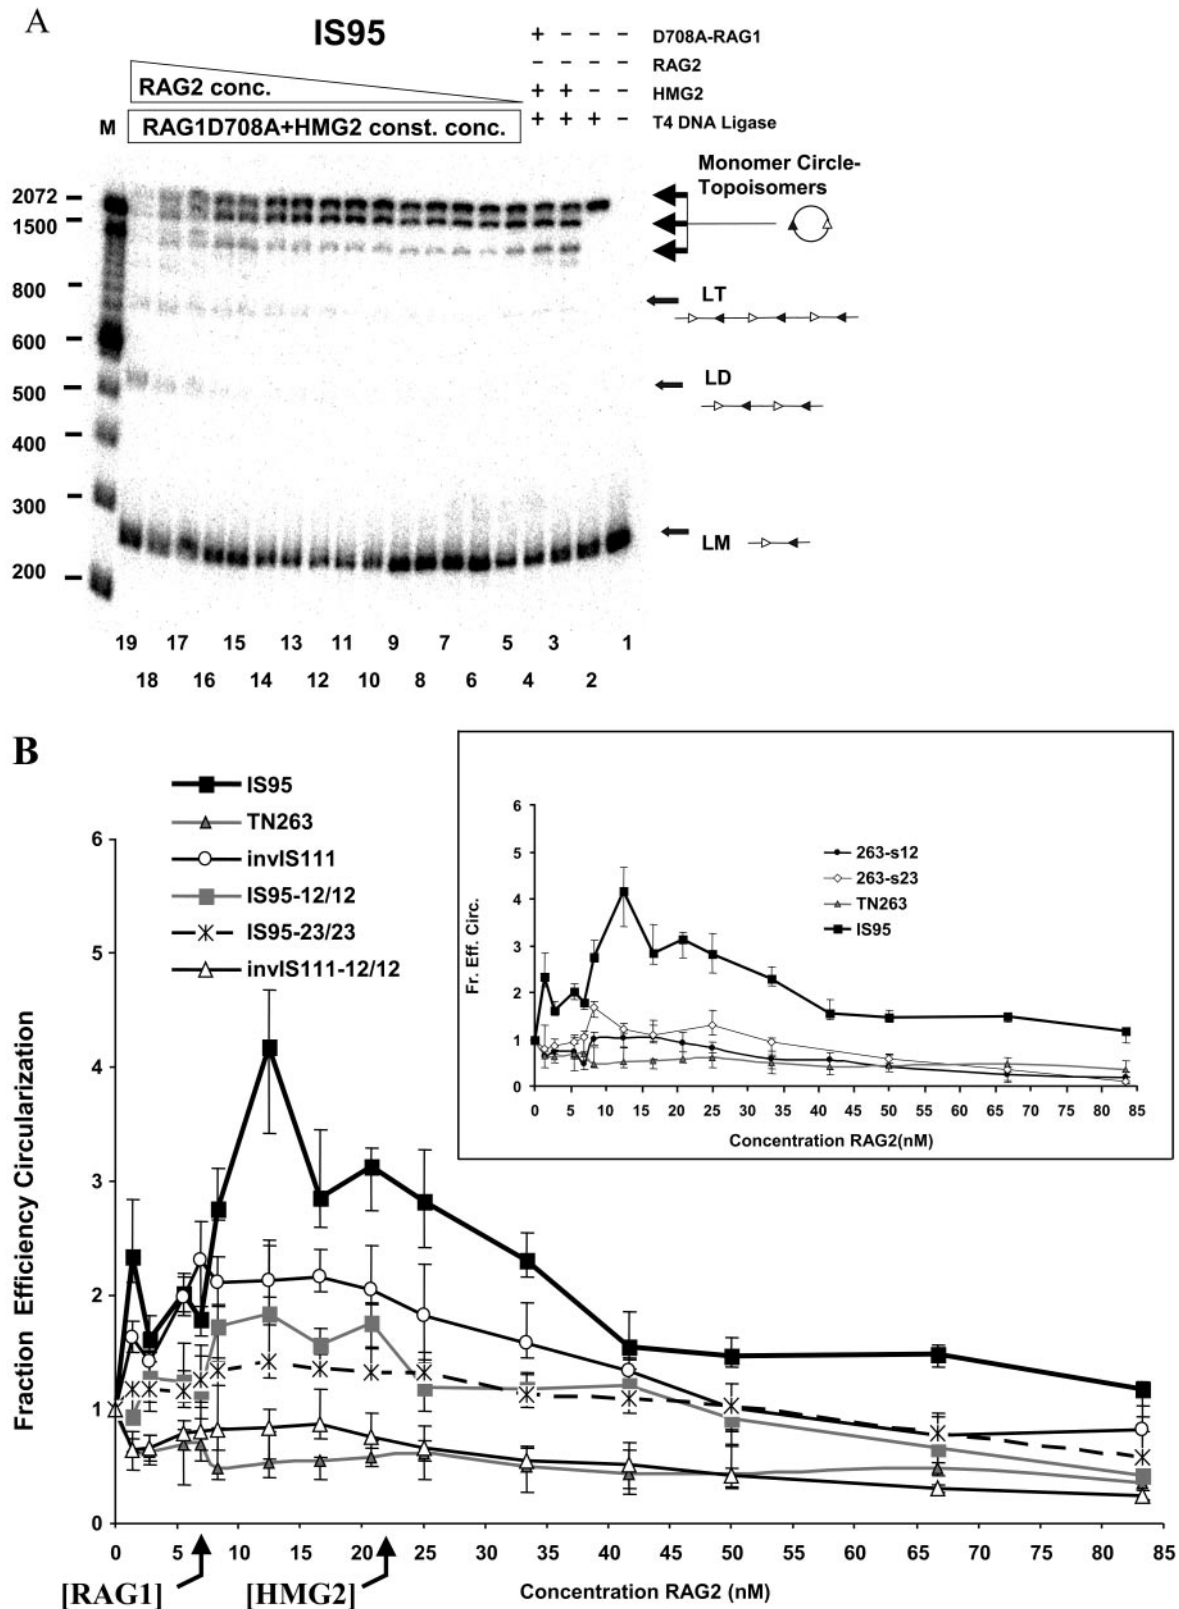 A
IS95
+ – – – D708A-RAG1
– – – – RAG2
+ + – – HMG2
+ + + – T4 DNA Ligase
RAG2 conc.
M RAG1D708A+HMG2 const. conc.
Monomer Circle-
Topoisomers
2072
1500
800
600
500
400
300
200
LT
LD
LM
19 17 15 13 11 9 7 5 3 1
18 16 14 12 10 8 6 4 2
B
IS95
TN263
invIS111
IS95-12/12
IS95-23/23
invIS111-12/12
Fraction Efficiency Circularization
6
5
4
3
2
1
0
0 5 10 15 20 25 30 35 40 45 50 55 60 65 70 75 80 85
[RAG1] [HMG2] Concentration RAG2 (nM)
Fr. Eff. Circ.
6
5
4
3
2
1
0
263-s12
263-s23
TN263
IS95
0 5 10 15 20 25 30 35 40 45 50 55 60 65 70 75 80 85
Concentration RAG2(nM)